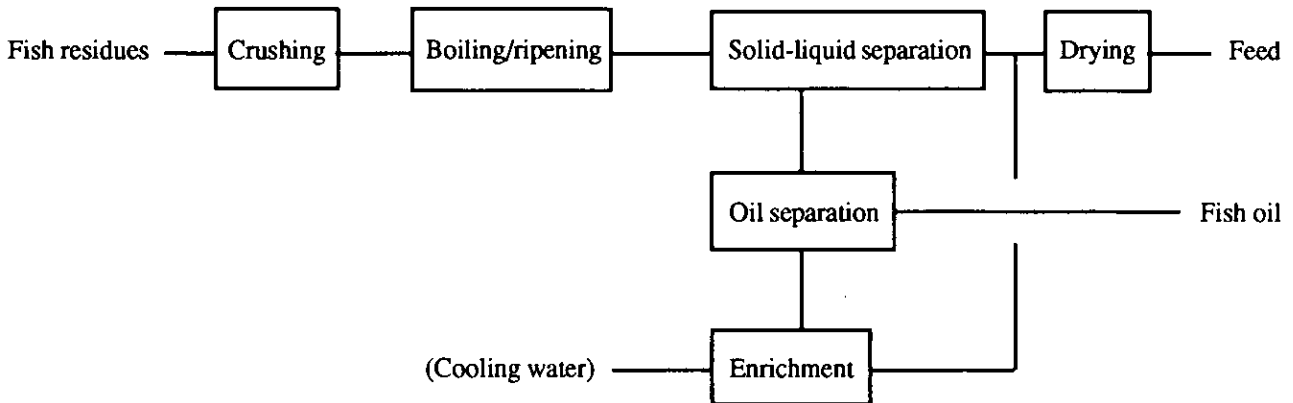 Fish residues
Crushing
Boiling/ripening
Solid-liquid separation
Drying
Feed
Oil separation
Fish oil
(Cooling water)
Enrichment